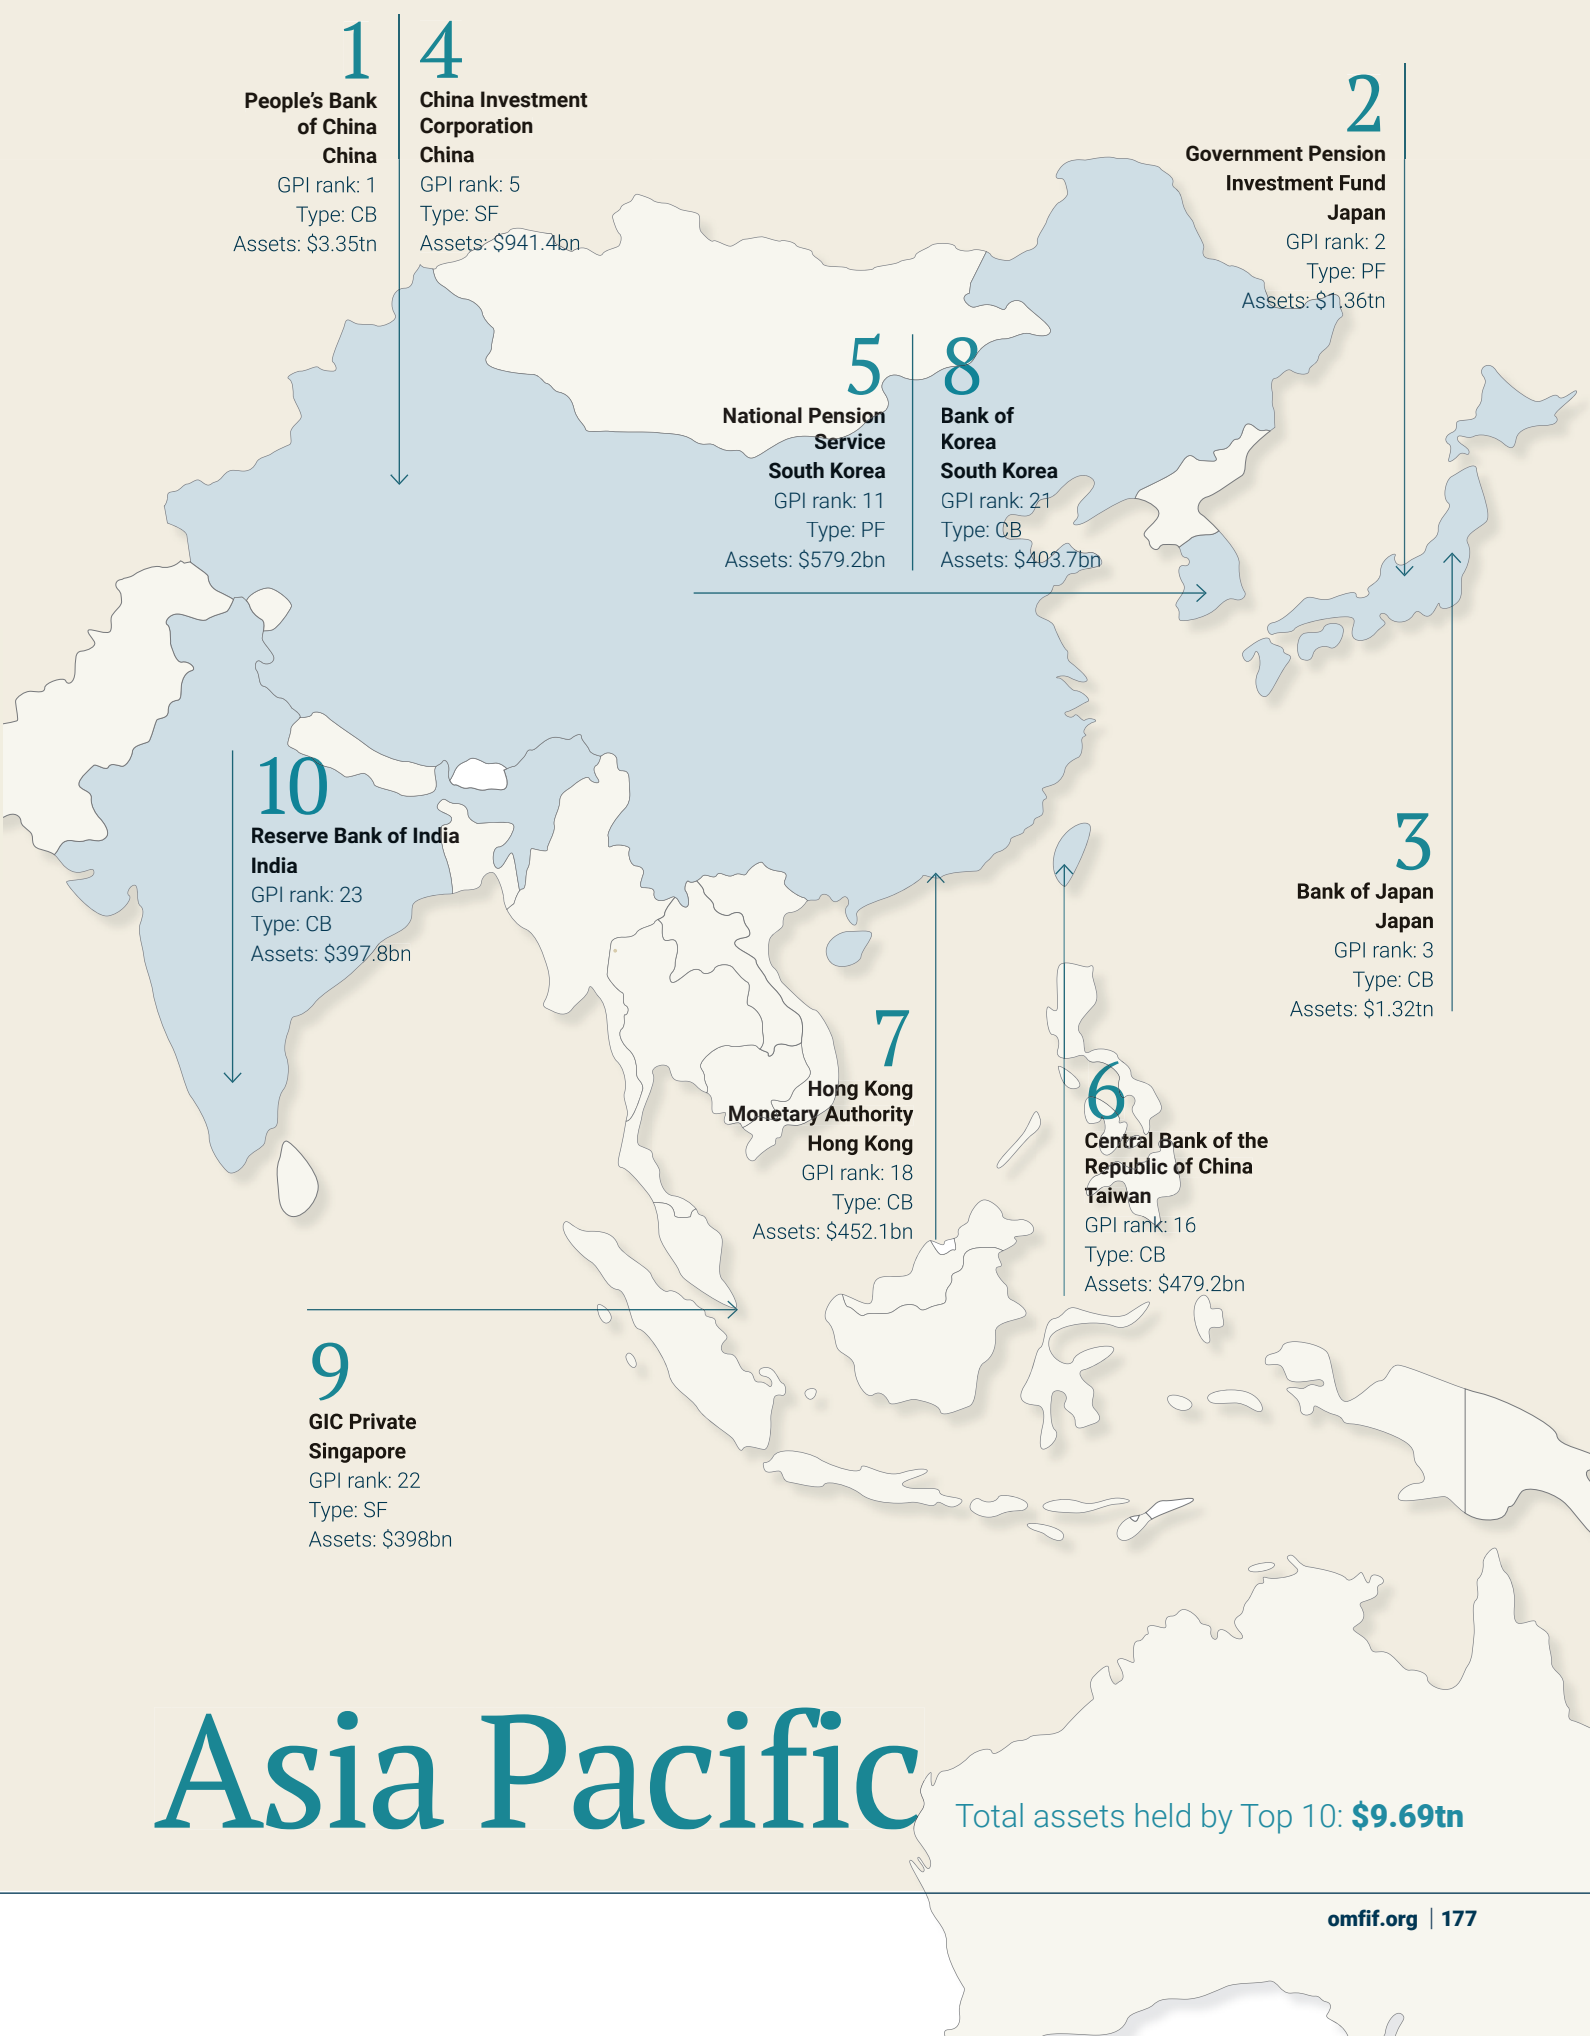 1
People’s Bank
of China
China
GPI rank: 1
Type: CB
Assets: $3.35tn
4
China Investment
Corporation
China
GPI rank: 5
Type: SF
Assets: $941.4bn
2
Government Pension
Investment Fund
Japan
GPI rank: 2
Type: PF
Assets: $1.36tn
5
National Pension
Service
South Korea
GPI rank: 11
Type: PF
Assets: $579.2bn
8
Bank of
Korea
South Korea
GPI rank: 21
Type: CB
Assets: $403.7bn
10
Reserve Bank of India
India
GPI rank: 23
Type: CB
Assets: $397.8bn
3
Bank of Japan
Japan
GPI rank: 3
Type: CB
Assets: $1.32tn
7
Hong Kong
Monetary Authority
Hong Kong
GPI rank: 18
Type: CB
Assets: $452.1bn
6
Central Bank of the
Republic of China
Taiwan
GPI rank: 16
Type: CB
Assets: $479.2bn
9
GIC Private
Singapore
GPI rank: 22
Type: SF
Assets: $398bn
Asia Pacific
Total assets held by Top 10: $9.69tn
omfif.org | 177